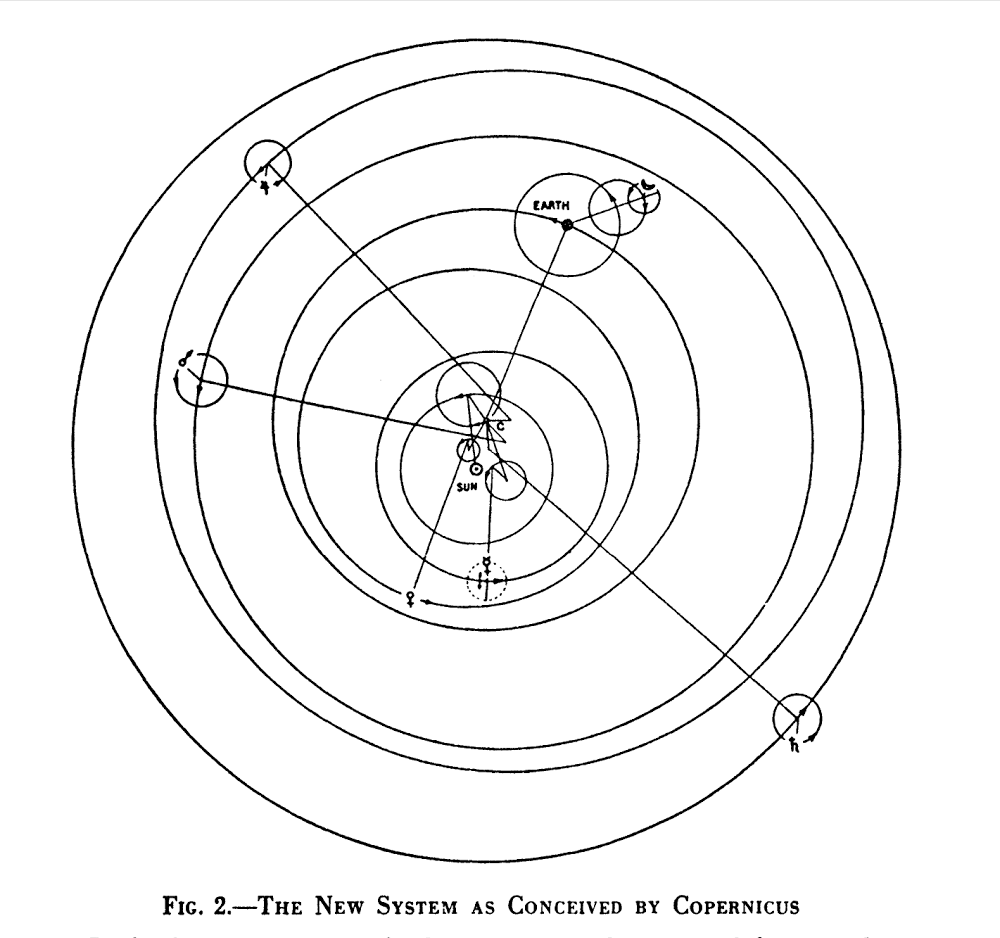 ♃
EARTH
☾
♂
C
SUN
☿
♀
♄
FIG. 2.—THE NEW SYSTEM AS CONCEIVED BY COPERNICUS